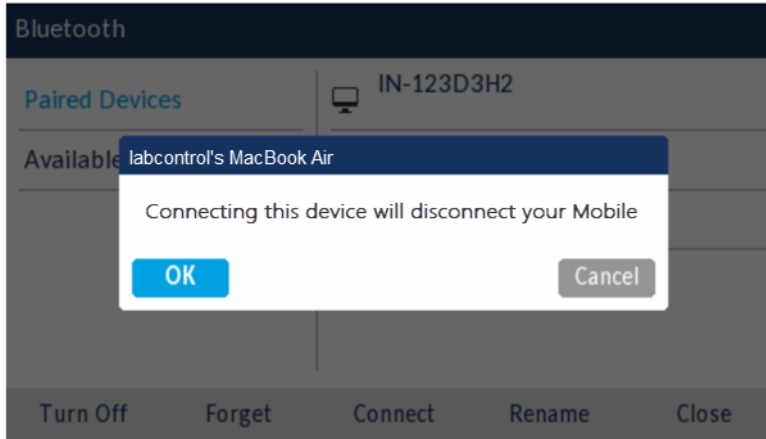 Bluetooth
Paired Devices
IN-123D3H2
Available
labcontrol's MacBook Air
Connecting this device will disconnect your Mobile
OK
Cancel
Turn Off
Forget
Connect
Rename
Close